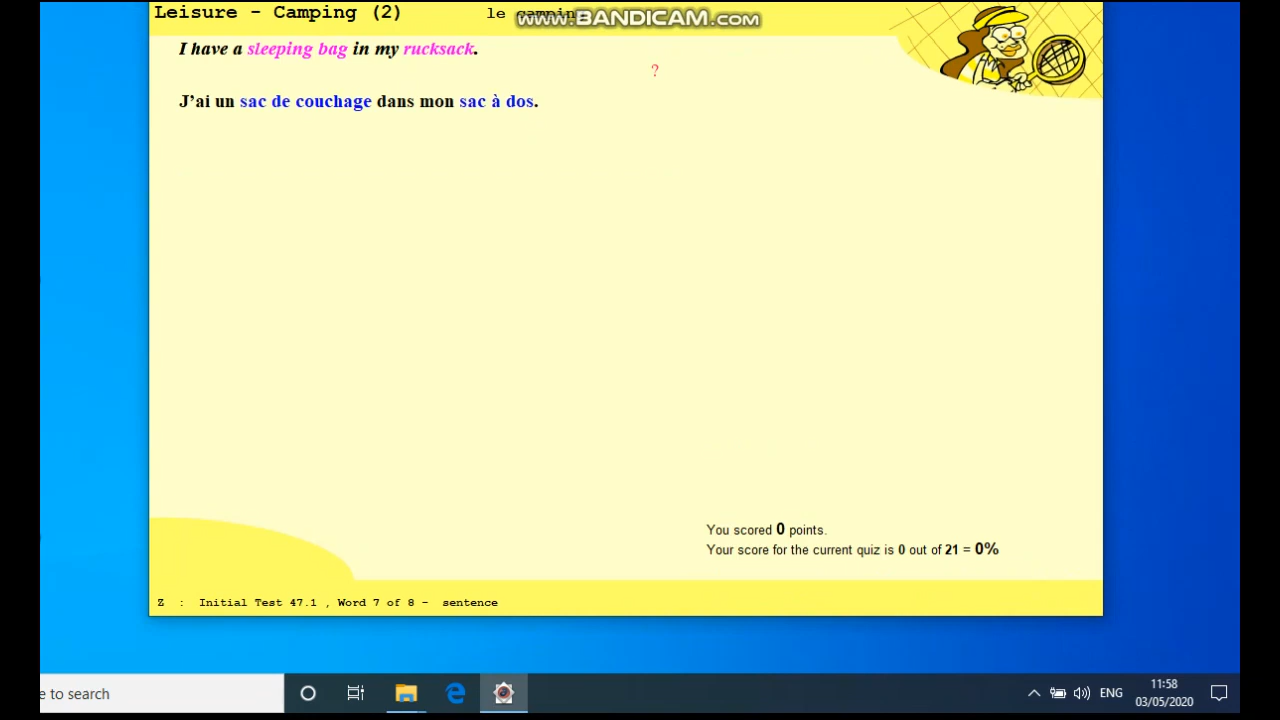 Leisure - Camping (2) le camping
www.BANDICAM.com
I have a sleeping bag in my rucksack.
?
J’ai un sac de couchage dans mon sac à dos.
You scored 0 points.
Your score for the current quiz is 0 out of 21 = 0%
Z : Initial Test 47.1 , Word 7 of 8 - sentence
e to search
ENG
11:58
03/05/2020